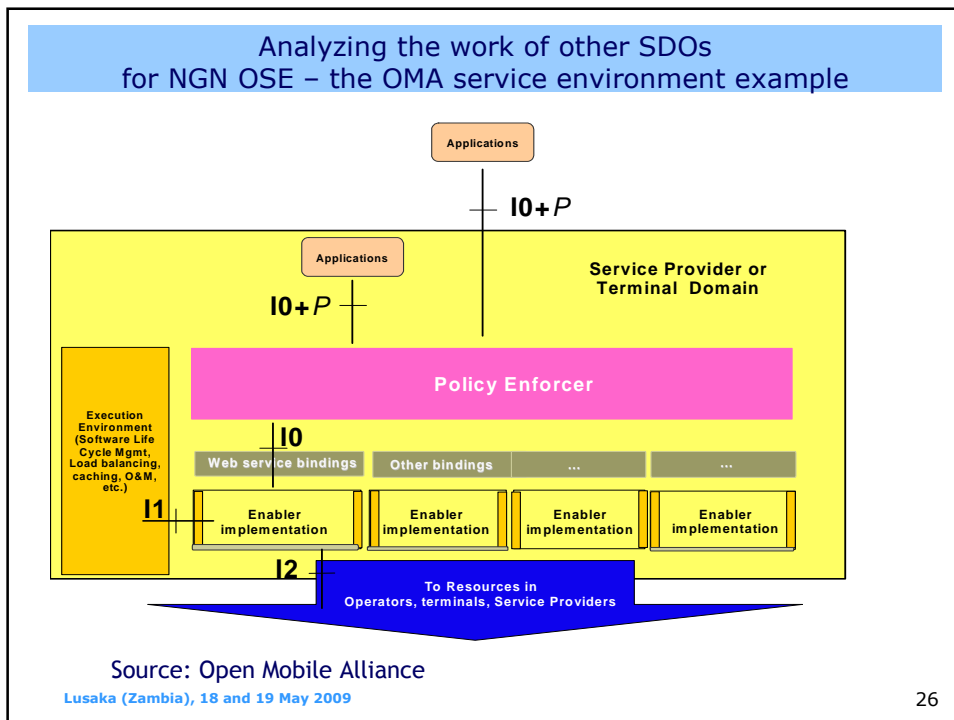 Analyzing the work of other SDOs
for NGN OSE – the OMA service environment example
Applications
I0+P
Applications
Service Provider or
Terminal Domain
I0+P
Policy Enforcer
Execution
Environment
(Software Life
Cycle Mgmt,
Load balancing,
caching, O&M,
etc.)
I0
Web service bindings
Other bindings
...
...
I1
Enabler
implementation
Enabler
implementation
Enabler
implementation
Enabler
implementation
I2
To Resources in
Operators, terminals, Service Providers
Source: Open Mobile Alliance
Lusaka (Zambia), 18 and 19 May 2009
26